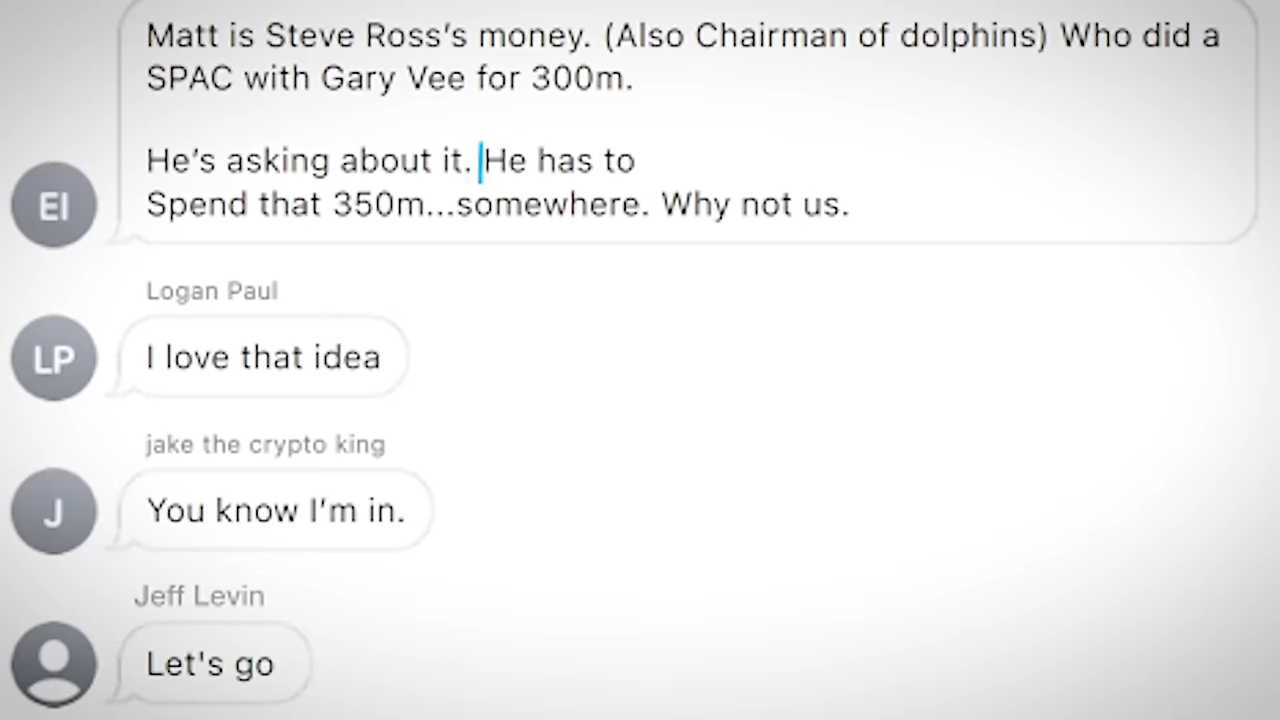 Matt is Steve Ross's money. (Also Chairman of dolphins) Who did a
SPAC with Gary Vee for 300m.
He's asking about it. He has to
EI
Spend that 350m...somewhere. Why not us.
Logan Paul
LP
I love that idea
jake the crypto king
J
You know I'm in.
Jeff Levin
Let's go